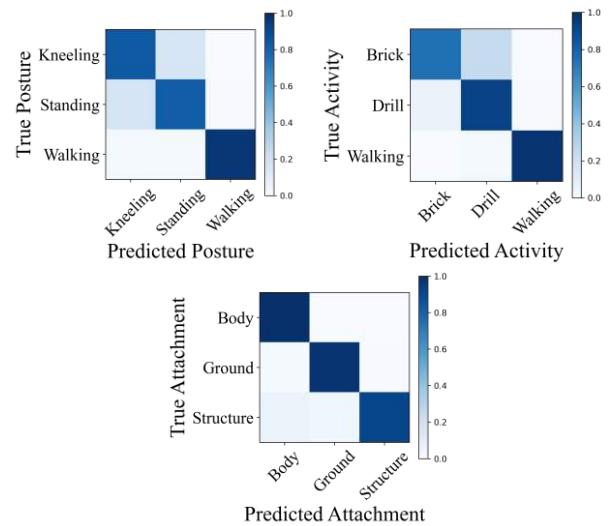 True Posture
Kneeling
Standing
Walking
Kneeling
Standing
Walking
Predicted Posture
1.0
0.8
0.6
0.4
0.2
0.0
True Activity
Brick
Drill
Walking
Brick
Drill
Walking
Predicted Activity
1.0
0.8
0.6
0.4
0.2
0.0
True Attachment
Body
Ground
Structure
Body
Ground
Structure
Predicted Attachment
1.0
0.8
0.6
0.4
0.2
0.0